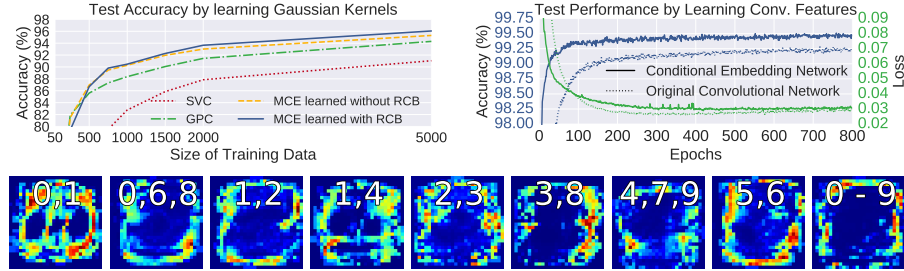 Test Accuracy by learning Gaussian Kernels
98
96
94
92
90
88
86
84
82
80
Accuracy (%)
SVC
GPC
MCE learned without RCB
MCE learned with RCB
50 500 1000 1500 2000 5000
Size of Training Data
Test Performance by Learning Conv. Features
99.75
99.50
99.25
99.00
98.75
98.50
98.25
98.00
Accuracy (%)
Conditional Embedding Network
Original Convolutional Network
0.09
0.08
0.07
0.06
0.05
0.04
0.03
0.02
Loss
0 100 200 300 400 500 600 700 800
Epochs
0,1 0,6,8 1,2 1,4 2,3 3,8 4,7,9 5,6 0 - 9